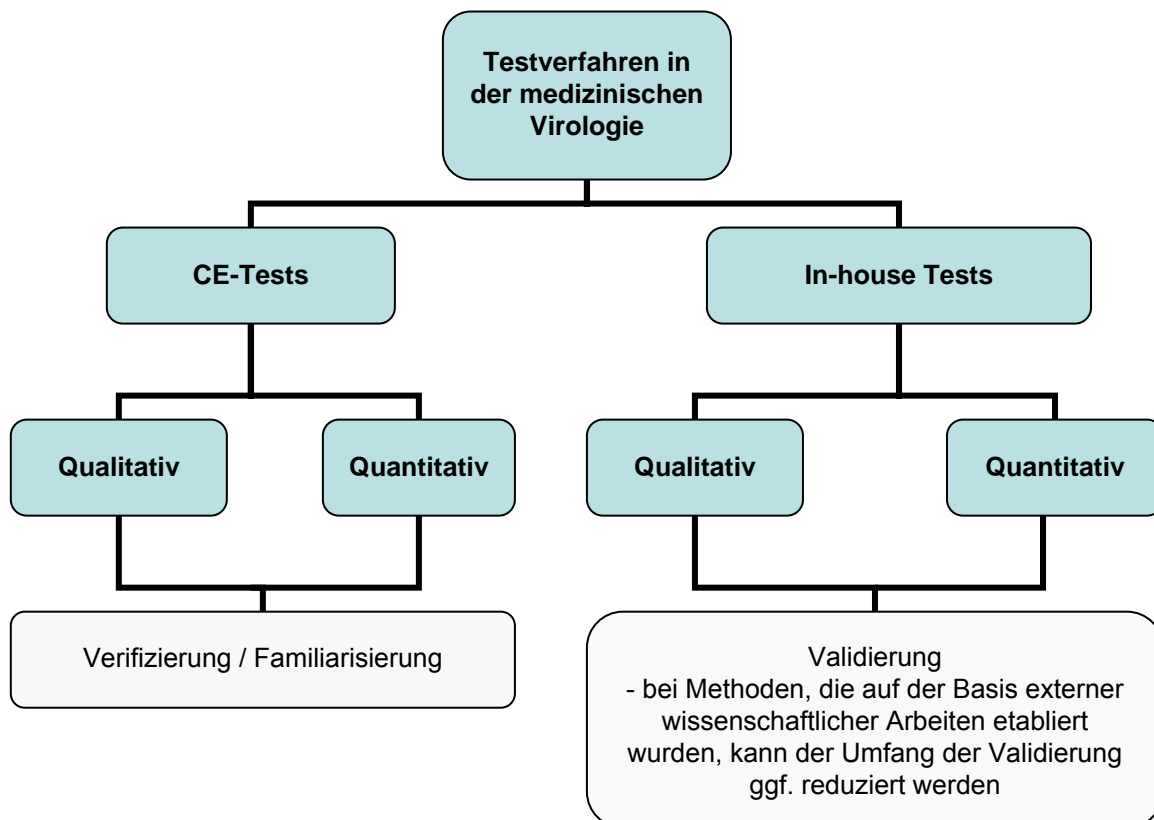 Testverfahren in
der medizinischen
Virologie
CE-Tests
In-house Tests
Qualitativ
Quantitativ
Qualitativ
Quantitativ
Verifizierung / Familiarisierung
Validierung
- bei Methoden, die auf der Basis externer
wissenschaftlicher Arbeiten etabliert
wurden, kann der Umfang der Validierung
ggf. reduziert werden